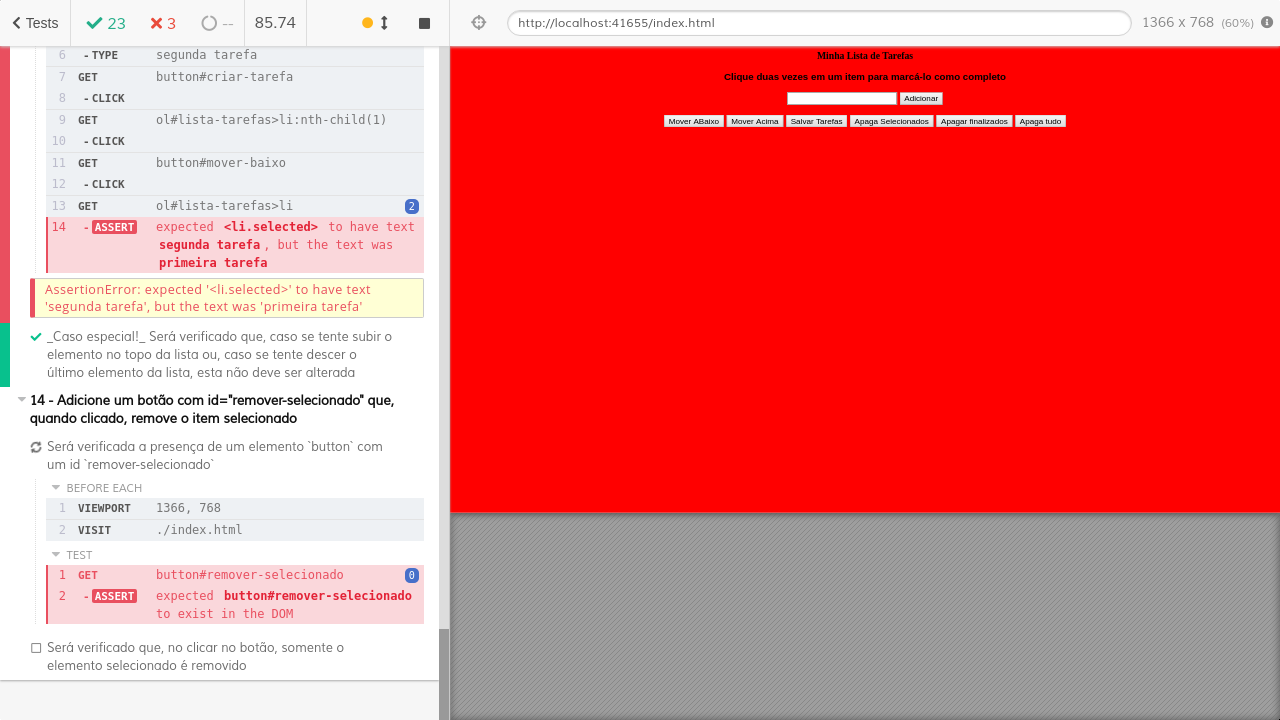 Tests
23
3
--
85.74
http://localhost:41655/index.html
1366 x 768 (60%)
6 -TYPE segunda tarefa
7 GET button#criar-tarefa
8 -CLICK
9 GET ol#lista-tarefas>li:nth-child(1)
10 -CLICK
11 GET button#mover-baixo
12 -CLICK
13 GET ol#lista-tarefas>li 2
14 -ASSERT expected <li.selected> to have text
segunda tarefa, but the text was
primeira tarefa
AssertionError: expected '<li.selected>' to have text
'segunda tarefa', but the text was 'primeira tarefa'
_Caso especial!_ Será verificado que, caso se tente subir o
elemento no topo da lista ou, caso se tente descer o
último elemento da lista, esta não deve ser alterada
14 - Adicione um botão com id="remover-selecionado" que,
quando clicado, remove o item selecionado
Será verificada a presença de um elemento `button` com
um id `remover-selecionado`
BEFORE EACH
1 VIEWPORT 1366, 768
2 VISIT ./index.html
TEST
1 GET button#remover-selecionado 0
2 -ASSERT expected button#remover-selecionado
to exist in the DOM
Será verificado que, no clicar no botão, somente o
elemento selecionado é removido
Minha Lista de Tarefas
Clique duas vezes em um item para marcá-lo como completo
Adicionar
Mover ABaixo Mover Acima Salvar Tarefas Apaga Selecionados Apagar finalizados Apaga tudo